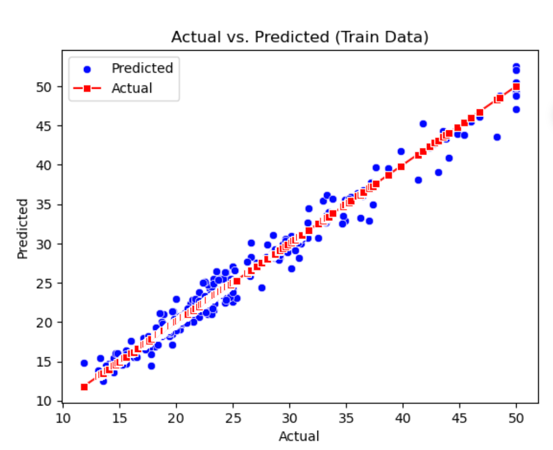 Actual vs. Predicted (Train Data)
Predicted
Actual
50
45
40
35
30
25
20
15
10
Predicted
10 15 20 25 30 35 40 45 50
Actual